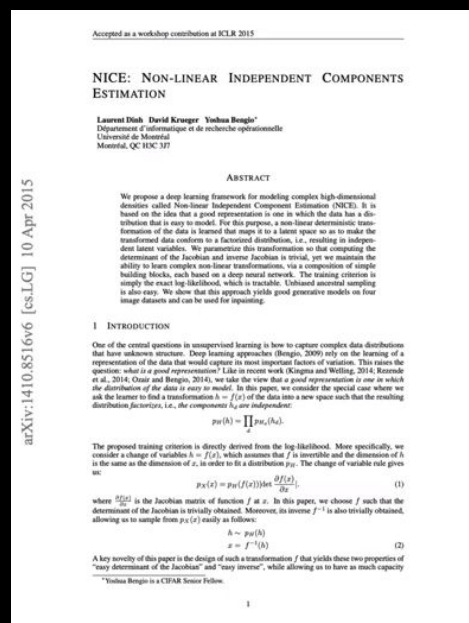 Accepted as a workshop contribution at ICLR 2015
NICE: NON-LINEAR INDEPENDENT COMPONENTS
ESTIMATION
Laurent Dinh David Krueger Yoshua Bengio*
Département d'informatique et de recherche opérationnelle
Université de Montréal
Montréal, QC H3C 3J7
ABSTRACT
We propose a deep learning framework for modeling complex high-dimensional
densities called Non-linear Independent Component Estimation (NICE). It is
based on the idea that a good representation is one in which the data has a dis-
tribution that is easy to model. For this purpose, a non-linear deterministic trans-
formation of the data is learned that maps it to a latent space so as to make the
transformed data conform to a factorized distribution, i.e., resulting in indepen-
dent latent variables. We parametrize this transformation so that computing the
determinant of the Jacobian and inverse Jacobian is trivial, yet we maintain the
ability to learn complex non-linear transformations, via a composition of simple
building blocks, each based on a deep neural network. The training criterion is
simply the exact log-likelihood, which is tractable. Unbiased ancestral sampling
is also easy. We show that this approach yields good generative models on four
image datasets and can be used for inpainting.
1 INTRODUCTION
One of the central questions in unsupervised learning is how to capture complex data distributions
that have unknown structure. Deep learning approaches (Bengio, 2009) rely on the learning of a
representation of the data that would capture its most important factors of variation. This raises the
question: what is a good representation? Like in recent work (Kingma and Welling, 2014; Rezende
et al., 2014; Ozair and Bengio, 2014), we take the view that a good representation is one in which
the distribution of the data is easy to model. In this paper, we consider the special case where we
ask the learner to find a transformation h = f(x) of the data into a new space such that the resulting
distribution factorizes, i.e., the components h_d are independent:
p_H(h) = ∏_d p_{H_d}(h_d).
The proposed training criterion is directly derived from the log-likelihood. More specifically, we
consider a change of variables h = f(x), which assumes that f is invertible and the dimension of h
is the same as the dimension of x, in order to fit a distribution p_H. The change of variable rule gives
us:
p_X(x) = p_H(f(x))|det ∂f(x)/∂x|. (1)
where ∂f(x)/∂x is the Jacobian matrix of function f at x. In this paper, we choose f such that the
determinant of the Jacobian is trivially obtained. Moreover, its inverse f^{-1} is also trivially obtained,
allowing us to sample from p_X(x) easily as follows:
h ∼ p_H(h)
x = f^{-1}(h) (2)
A key novelty of this paper is the design of such a transformation f that yields these two properties of
"easy determinant of the Jacobian" and "easy inverse", while allowing us to have as much capacity
*Yoshua Bengio is a CIFAR Senior Fellow.
1
arXiv:1410.8516v6 [cs.LG] 10 Apr 2015